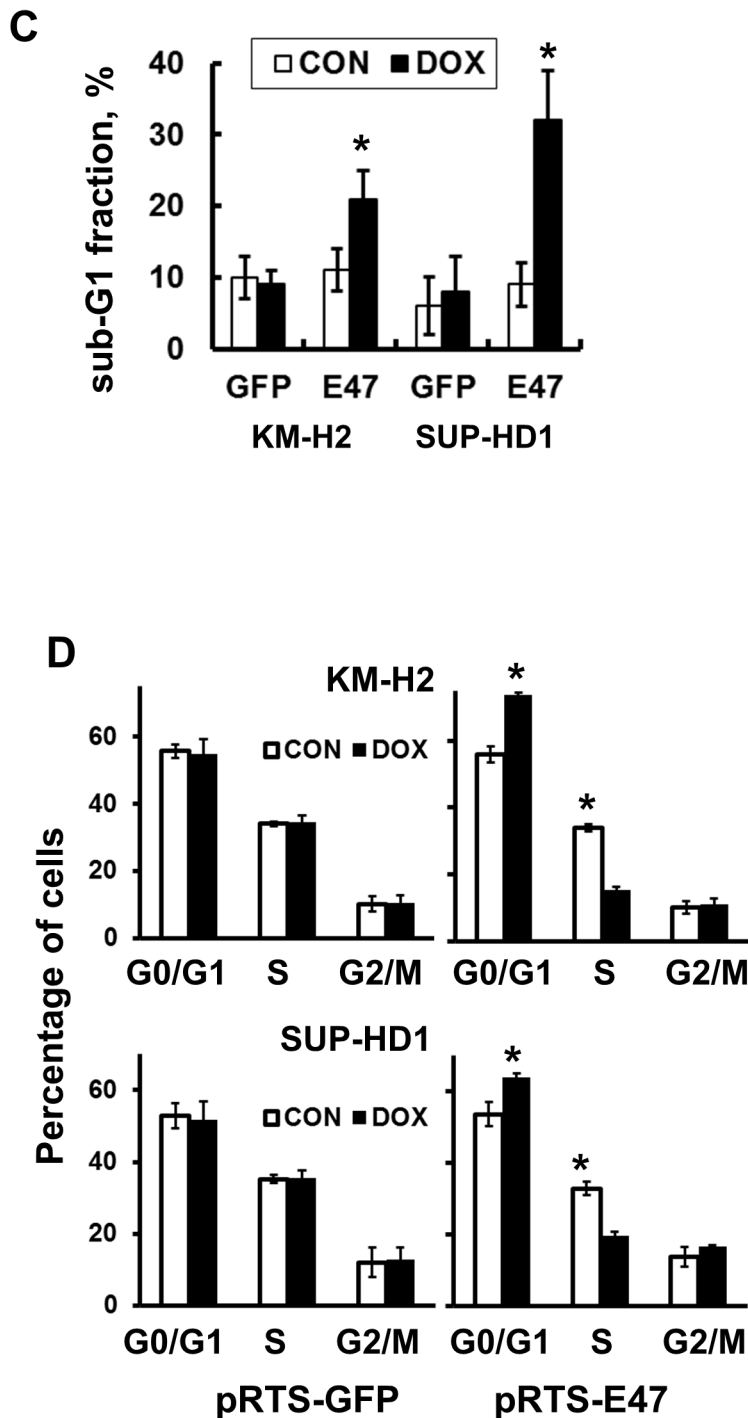 C
sub-G1 fraction, %
CON DOX
40
30
20
10
0
*
*
GFP E47 GFP E47
KM-H2 SUP-HD1
D
Percentage of cells
KM-H2
60
40
20
0
CON DOX
*
*
G0/G1 S G2/M G0/G1 S G2/M
SUP-HD1
60
40
20
0
CON DOX
*
*
G0/G1 S G2/M G0/G1 S G2/M
pRTS-GFP pRTS-E47